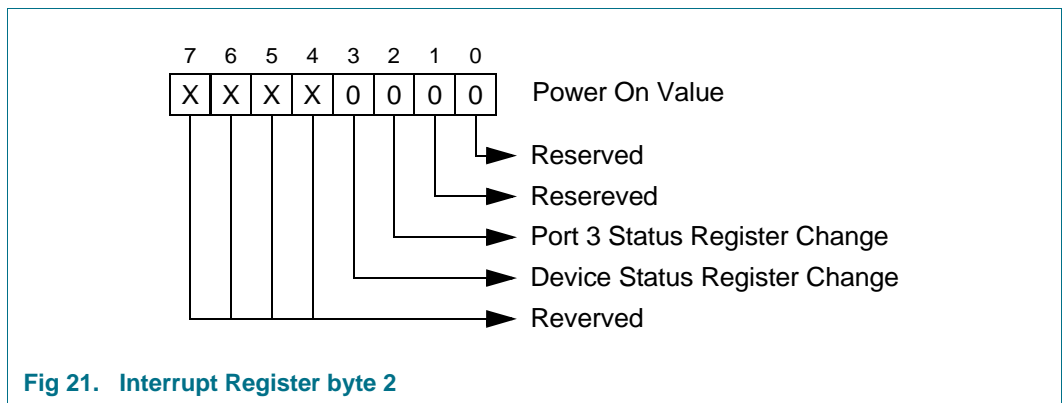 7 6 5 4 3 2 1 0
X X X X 0 0 0 0 Power On Value
Reserved
Resereved
Port 3 Status Register Change
Device Status Register Change
Reverved
Fig 21. Interrupt Register byte 2